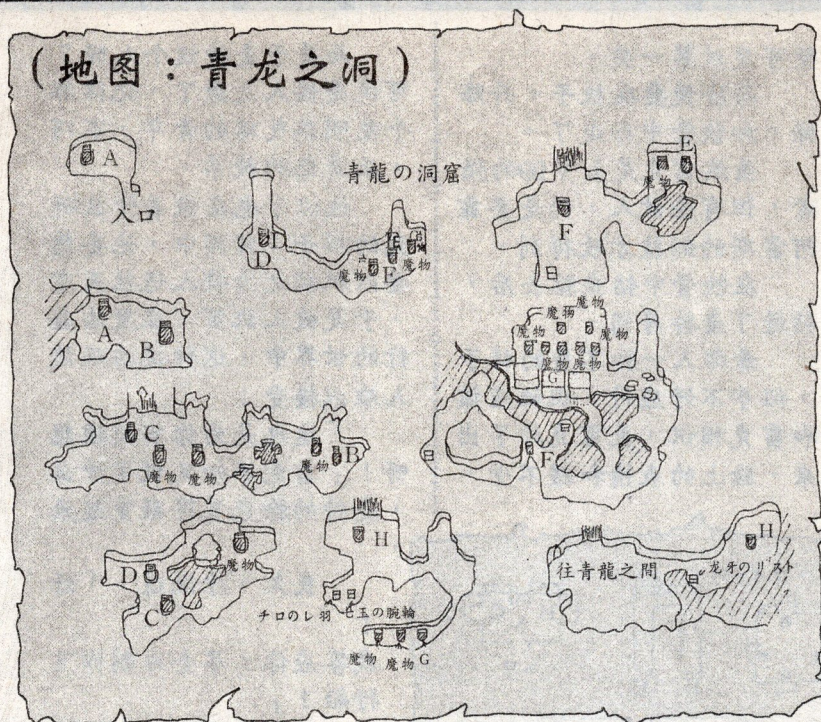 (地图：青龙之洞)
A
入口
青龍の洞窟
D
D
E
魔物
E
魔物
E
魔物
F
A
B
魔物
魔物
魔物
魔物
魔物
魔物
G
F
C
魔物
魔物
魔物
B
D
C
魔物
H
チロのレ羽
七玉の腕輪
魔物
魔物
G
往青龍之間
H
龙牙のリスト